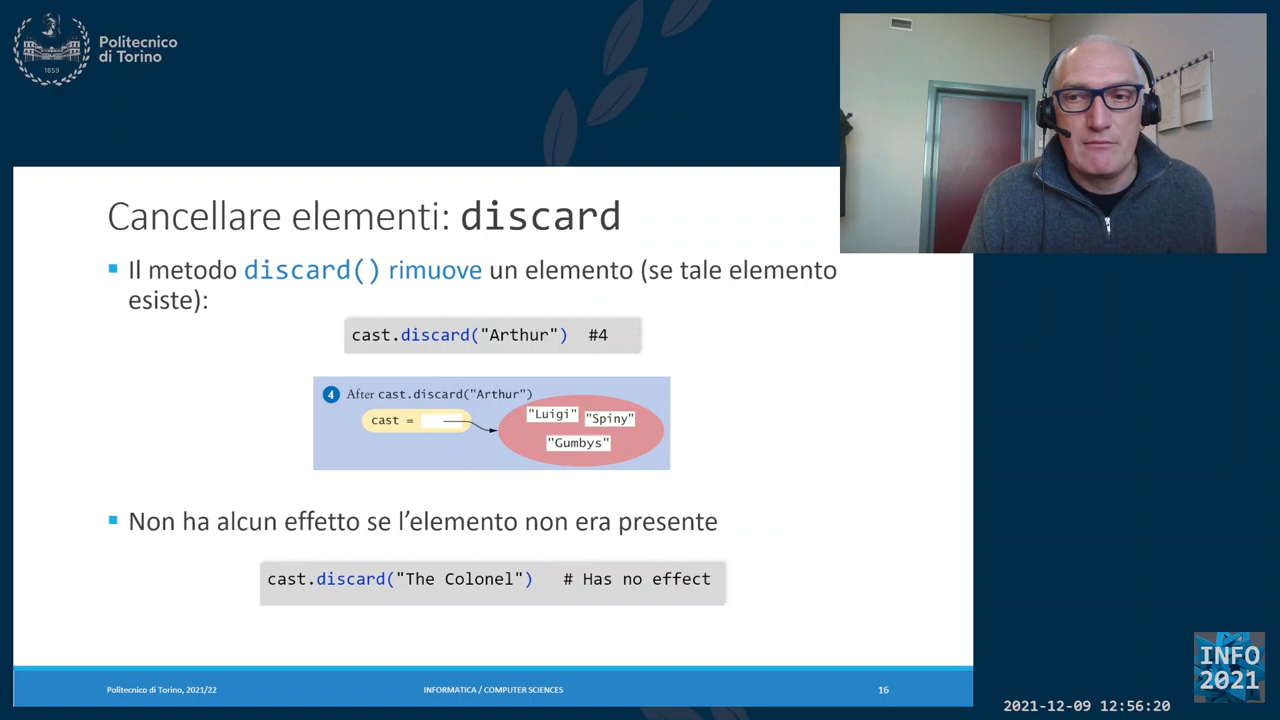 Politecnico
di Torino
1859
Cancellare elementi: discard
Il metodo discard() rimuove un elemento (se tale elemento
esiste):
cast.discard("Arthur") #4
4 After cast.discard("Arthur")
cast =
"Luigi" "Spiny"
"Gumbys"
Non ha alcun effetto se l’elemento non era presente
cast.discard("The Colonel") # Has no effect
Politecnico di Torino, 2021/22 INFORMATICA / COMPUTER SCIENCES 16
INFO
2021
2021-12-09 12:56:20